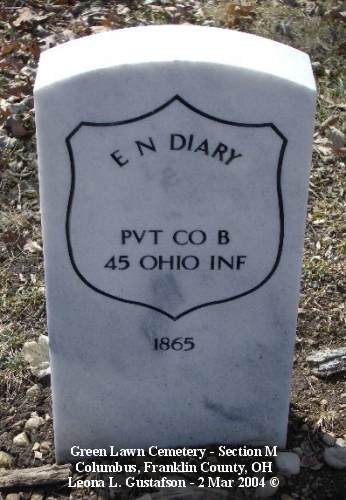 E N DIARY
PVT CO B
45 OHIO INF
1865
Green Lawn Cemetery - Section M
Columbus, Franklin County, OH
Leona L. Gustafson - 2 Mar 2004 ©